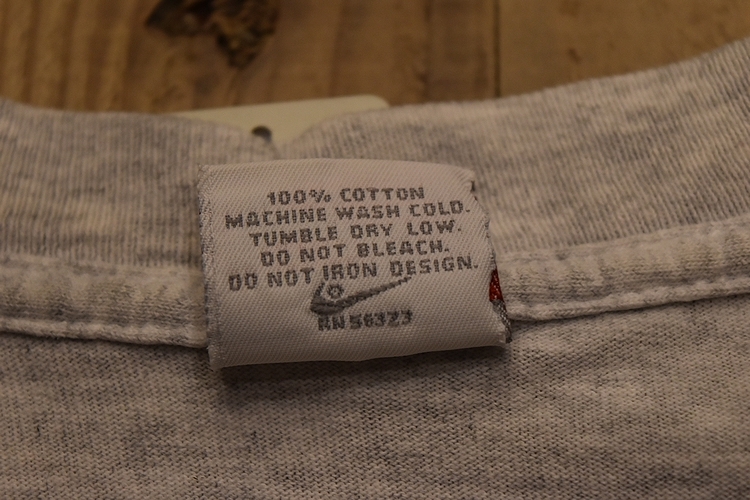 100% COTTON
MACHINE WASH COLD.
TUMBLE DRY LOW.
DO NOT BLEACH.
DO NOT IRON DESIGN.
RN 56323